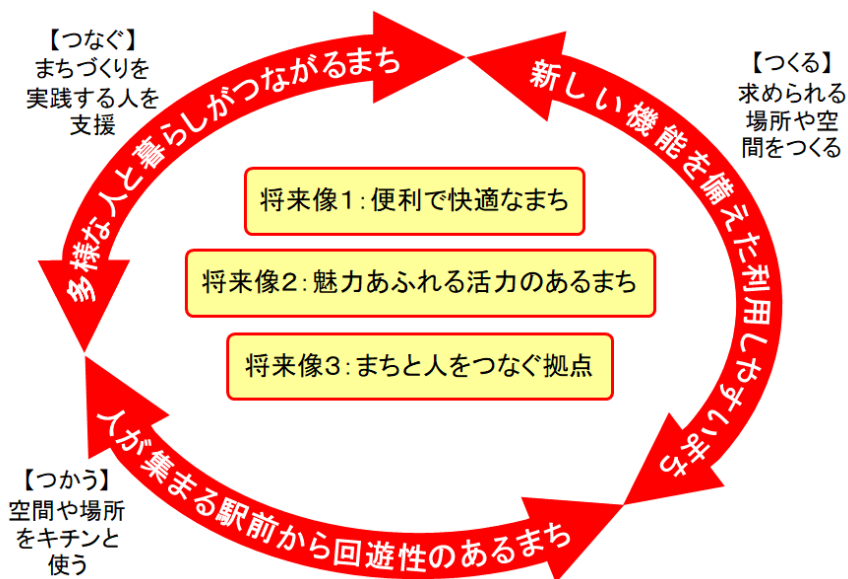 【つなぐ】
まちづくりを
実践する人を
支援
多様な人と暮らしがつながるまち
新しい機能を備えた利用しやすいまち
【つくる】
求められる
場所や空
間をつくる
将来像1:便利で快適なまち
将来像2:魅力あふれる活力のあるまち
将来像3:まちと人をつなぐ拠点
人が集まる駅前から回遊性のあるまち
【つかう】
空間や場所
をキチンと
使う